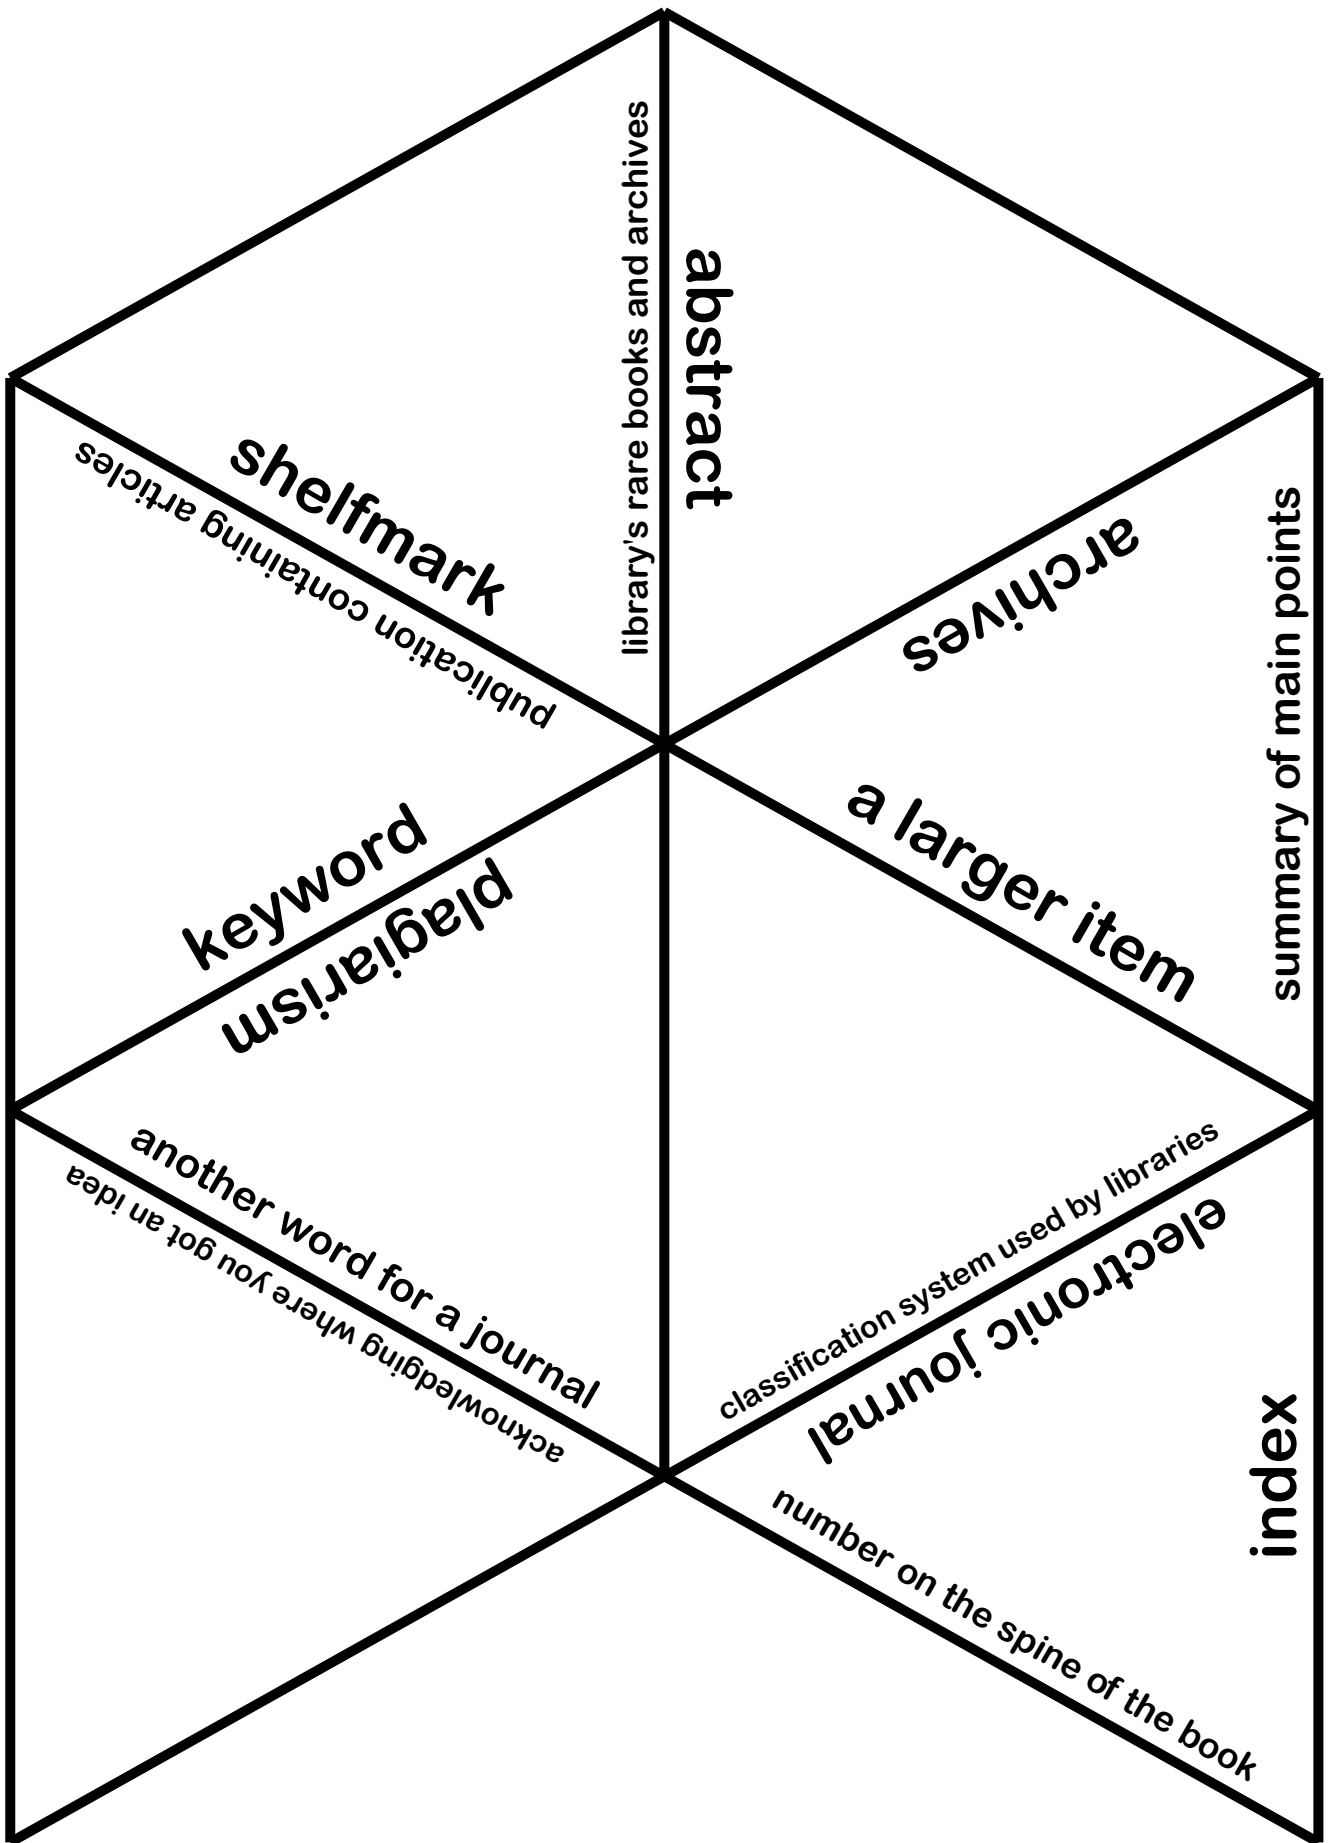 library's rare books and archives
abstract
shelfmark
publication containing articles
archives
summary of main points
keyword
a larger item
plagiarism
another word for a journal
acknowledging where you got an idea
classification system used by libraries
electronic journal
index
number on the spine of the book